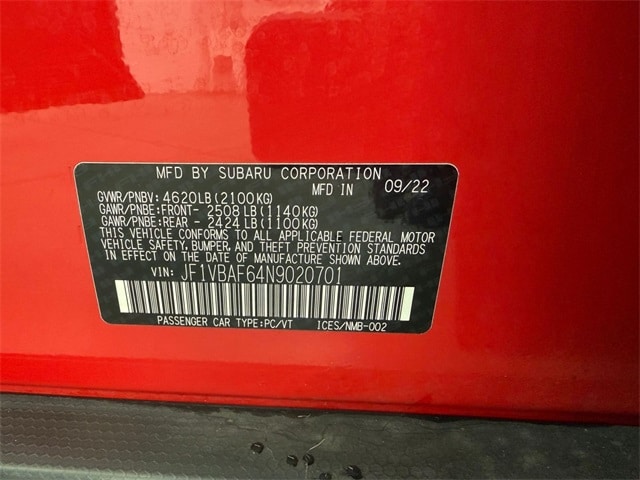 MFD BY SUBARU CORPORATION
MFD IN 09/22
GVWR/PNBV: 4620LB(2100KG)
GAWR/PNBE:FRONT- 2508LB(1140KG)
GAWR/PNBE:REAR - 2424LB(1100KG)
THIS VEHICLE CONFORMS TO ALL APPLICABLE FEDERAL MOTOR
VEHICLE SAFETY, BUMPER, AND THEFT PREVENTION STANDARDS
IN EFFECT ON THE DATE OF MANUFACTURE SHOWN ABOVE.
VIN: JF1VBAF64N9020701
PASSENGER CAR TYPE:PC/VT ICES/NMB-002